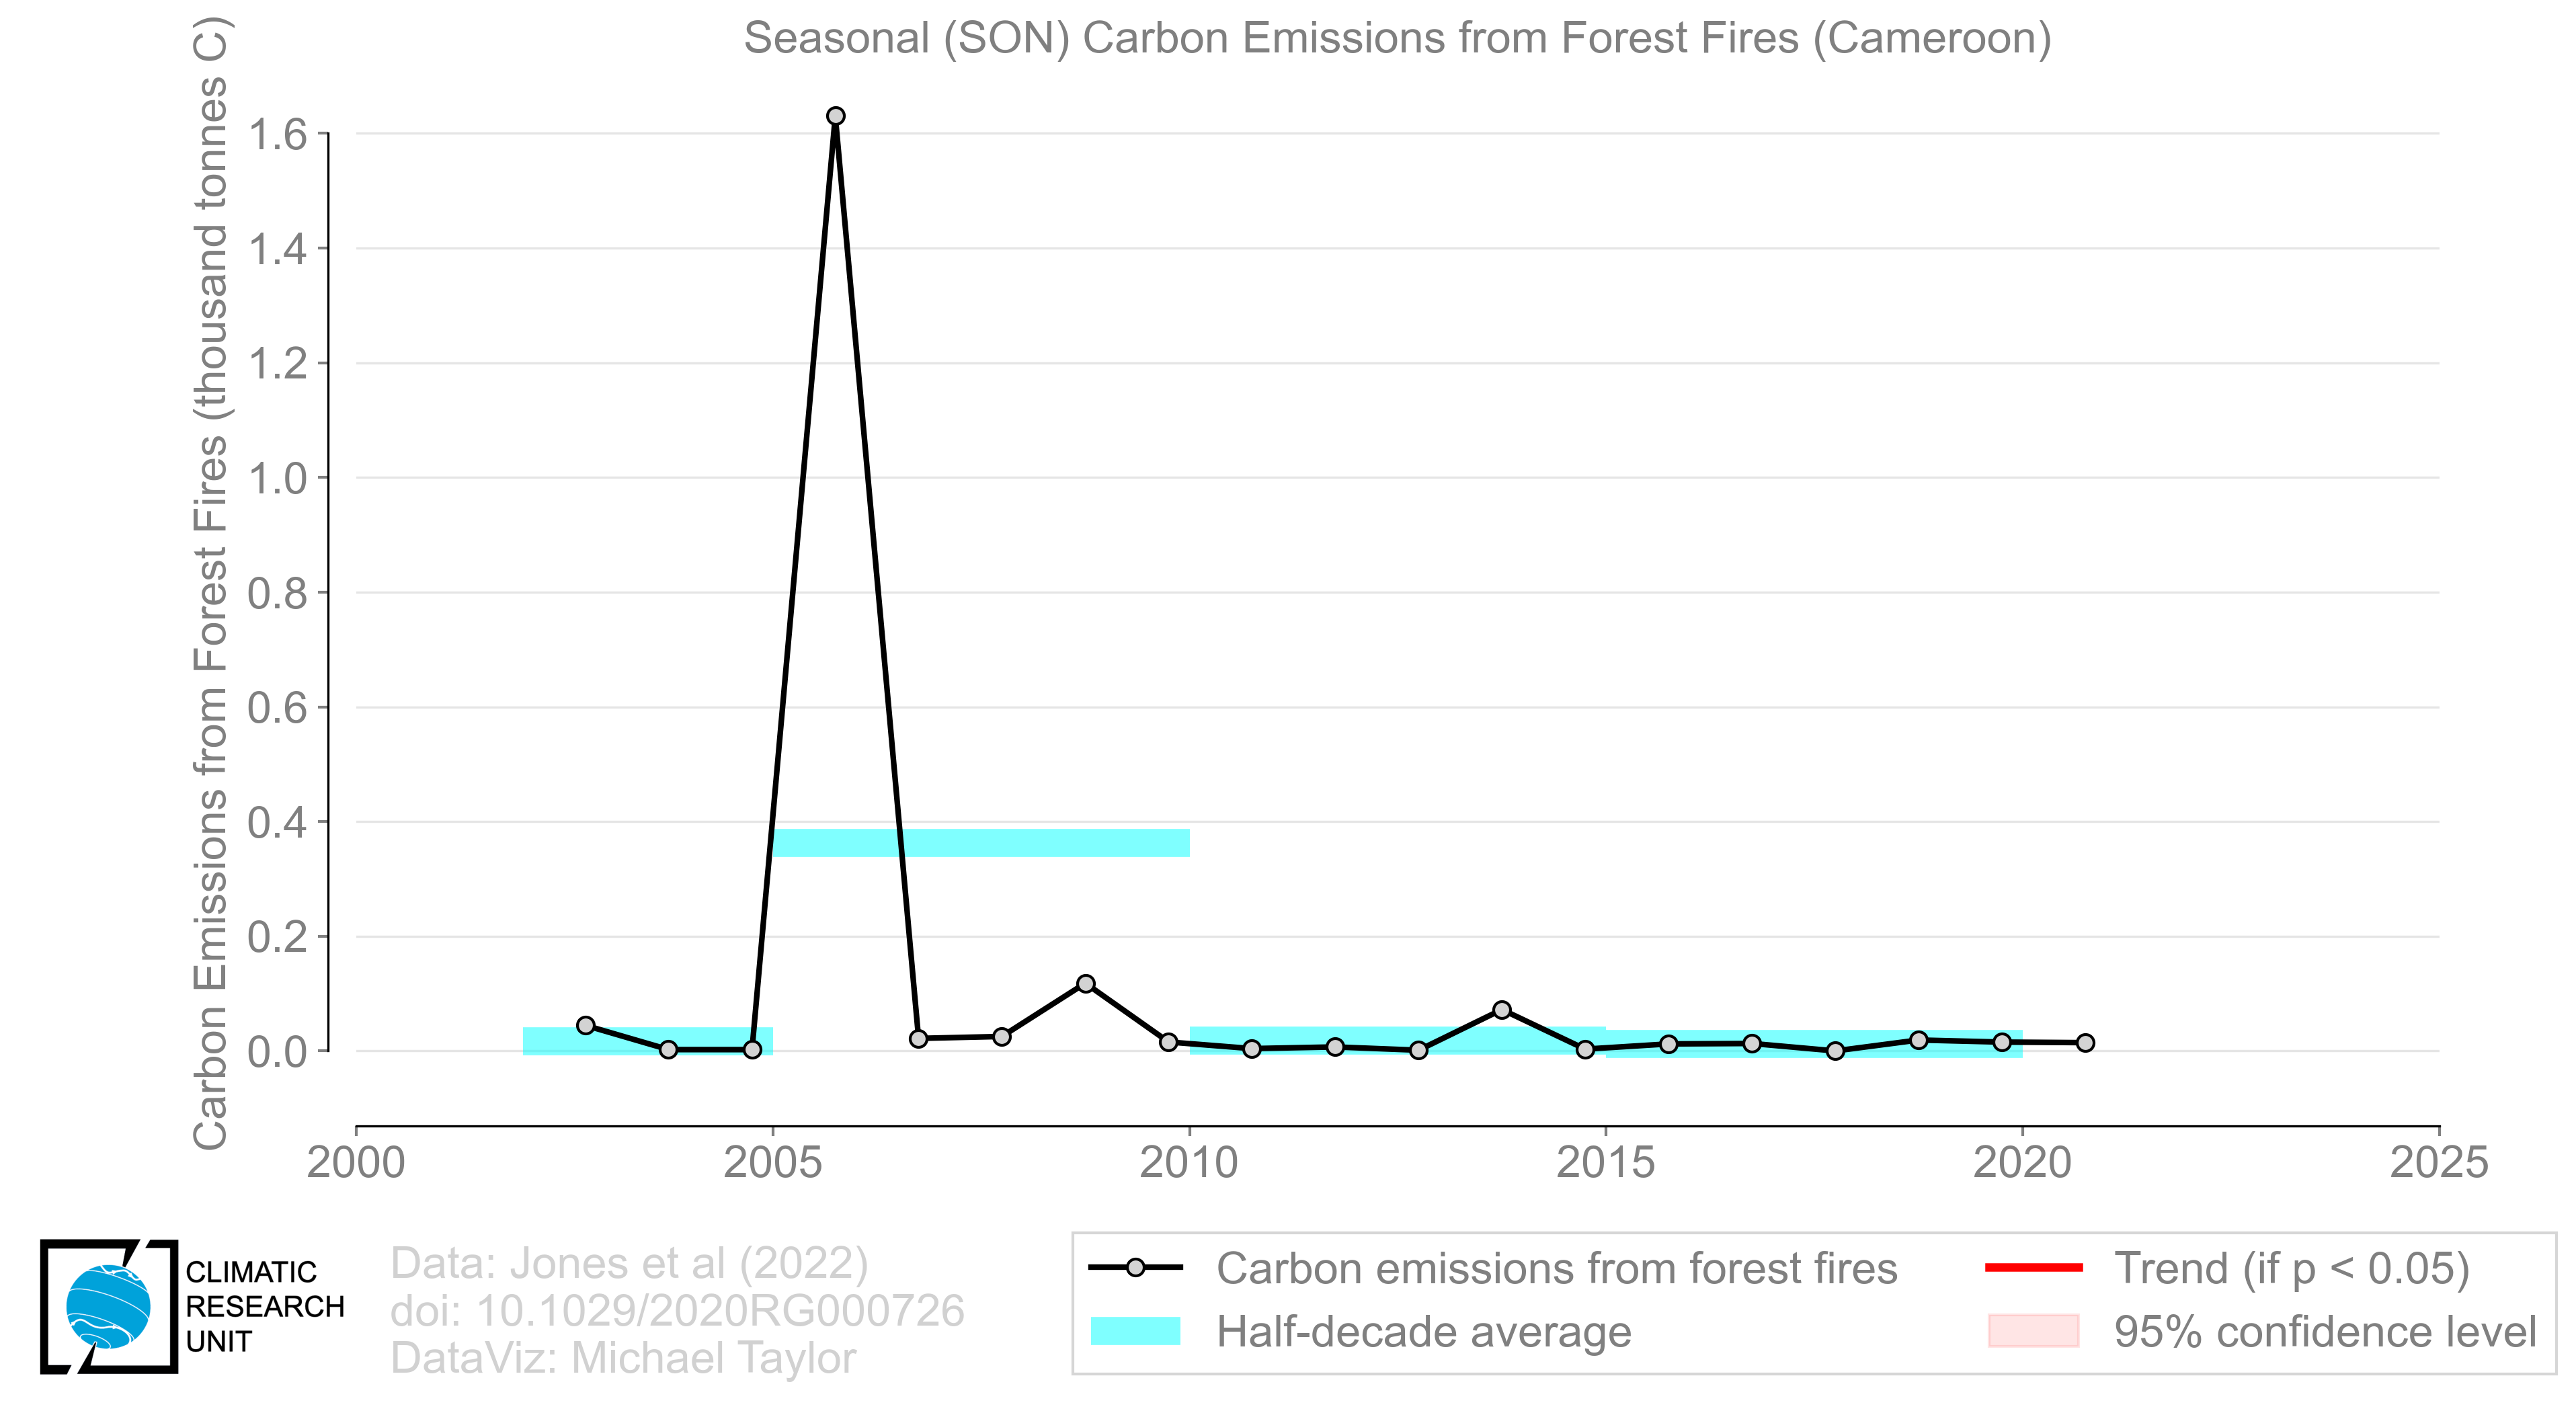 Seasonal (SON) Carbon Emissions from Forest Fires (Cameroon)
Carbon Emissions from Forest Fires (thousand tonnes C)
1.6
1.4
1.2
1.0
0.8
0.6
0.4
0.2
0.0
2000 2005 2010 2015 2020 2025
CLIMATIC
RESEARCH
UNIT
Data: Jones et al (2022)
doi: 10.1029/2020RG000726
DataViz: Michael Taylor
Carbon emissions from forest fires
Half-decade average
Trend (if p < 0.05)
95% confidence level